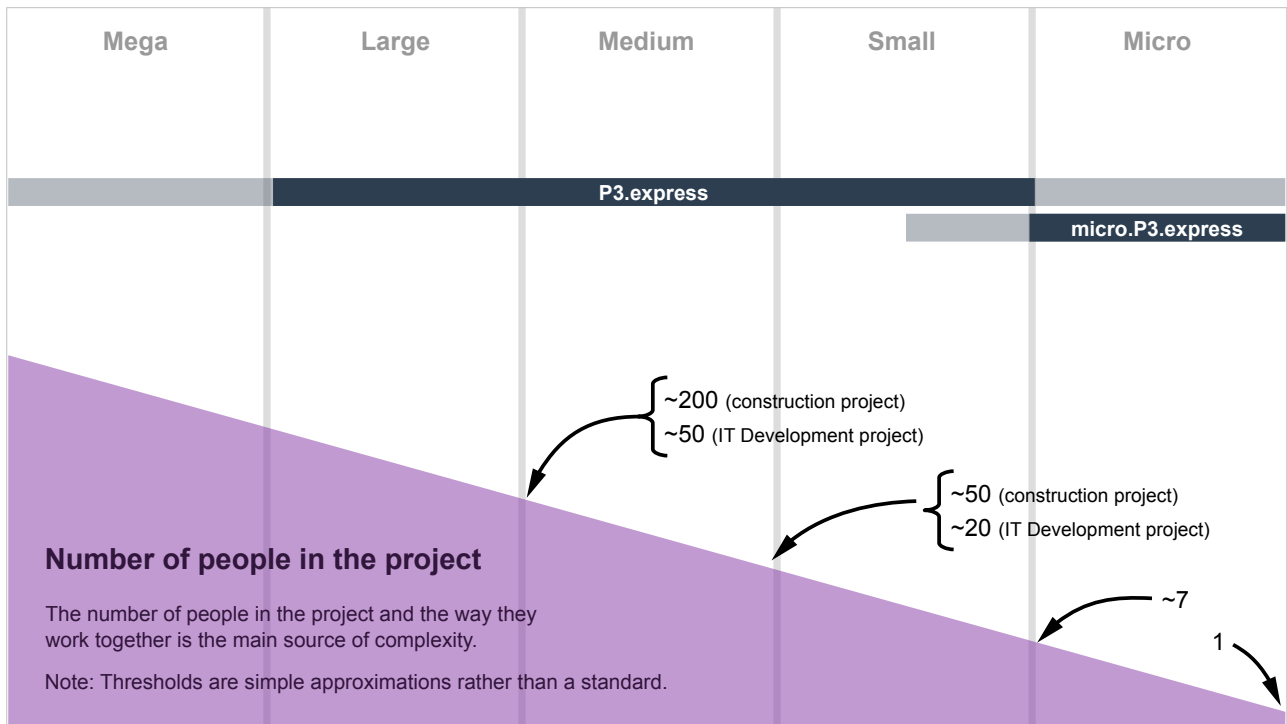 Mega
Large
Medium
Small
Micro
P3.express
micro.P3.express
~200 (construction project)
~50 (IT Development project)
~50 (construction project)
~20 (IT Development project)
Number of people in the project
The number of people in the project and the way they
work together is the main source of complexity.
Note: Thresholds are simple approximations rather than a standard.
~7
1